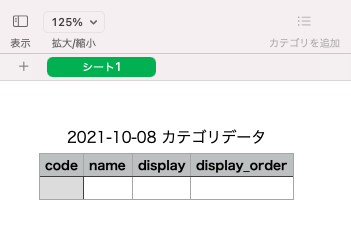 125%
表示
拡大/縮小
カテゴリを追加
シート1
2021-10-08 カテゴリデータ
code name display display_order